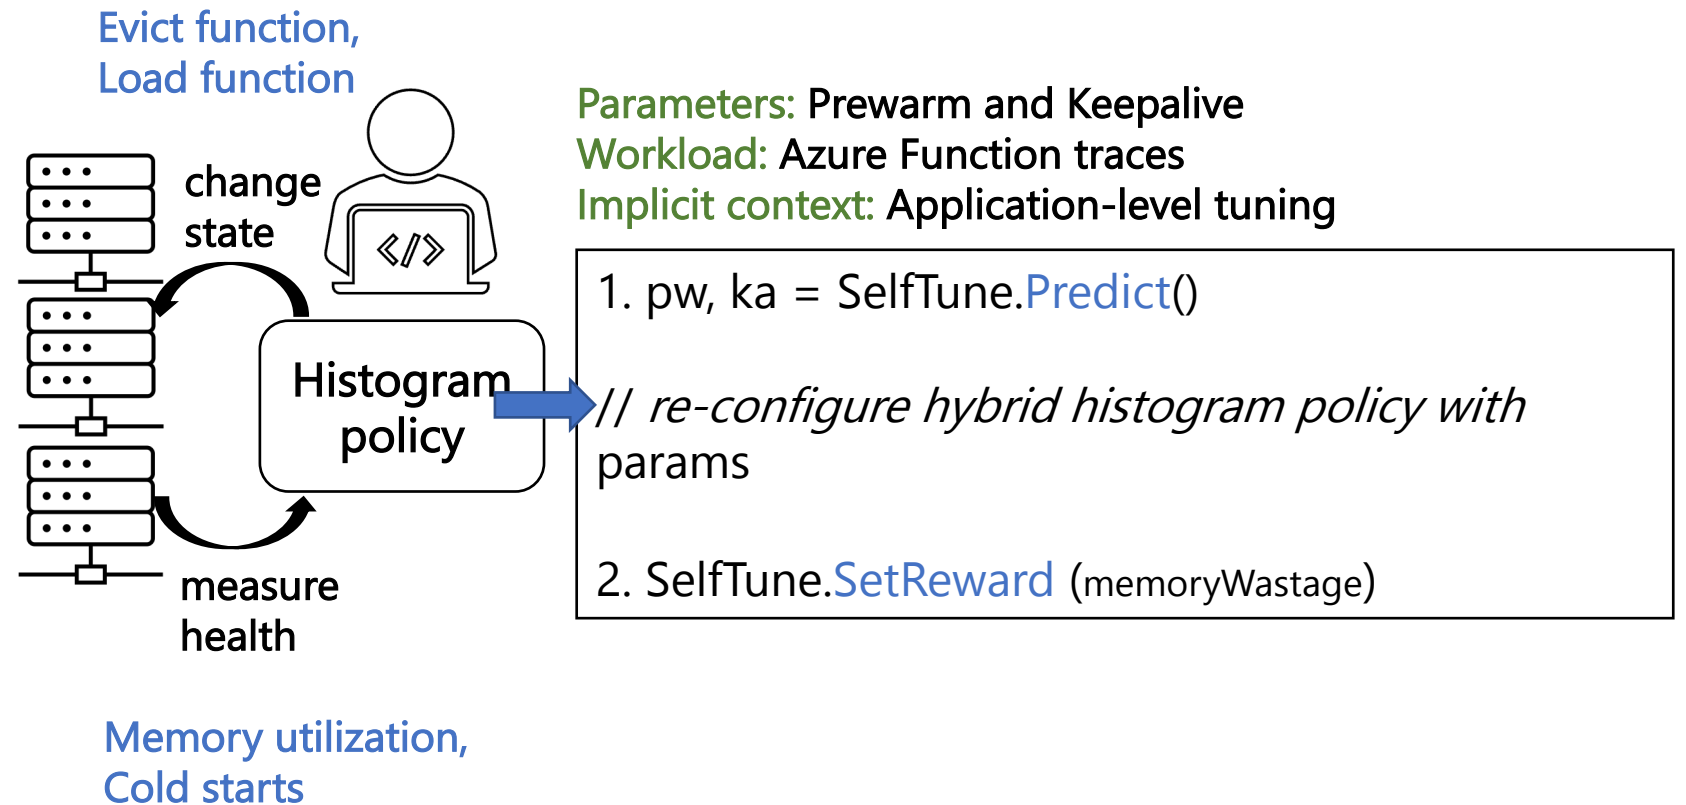 Evict function,
Load function
change
state
</>
Histogram
policy
measure
health
Memory utilization,
Cold starts
Parameters: Prewarm and Keepalive
Workload: Azure Function traces
Implicit context: Application-level tuning
1. pw, ka = SelfTune.Predict()
// re-configure hybrid histogram policy with
params
2. SelfTune.SetReward (memoryWastage)